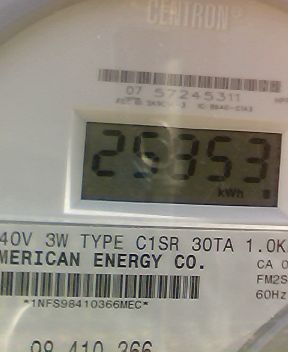 CENTRON®
07 57245311
25353
kWh
40V 3W TYPE C1SR 30TA 1.0K
MERICAN ENERGY CO.
CA 0
FM2S
60Hz
*1NFS98410366MEC*
98 410 366